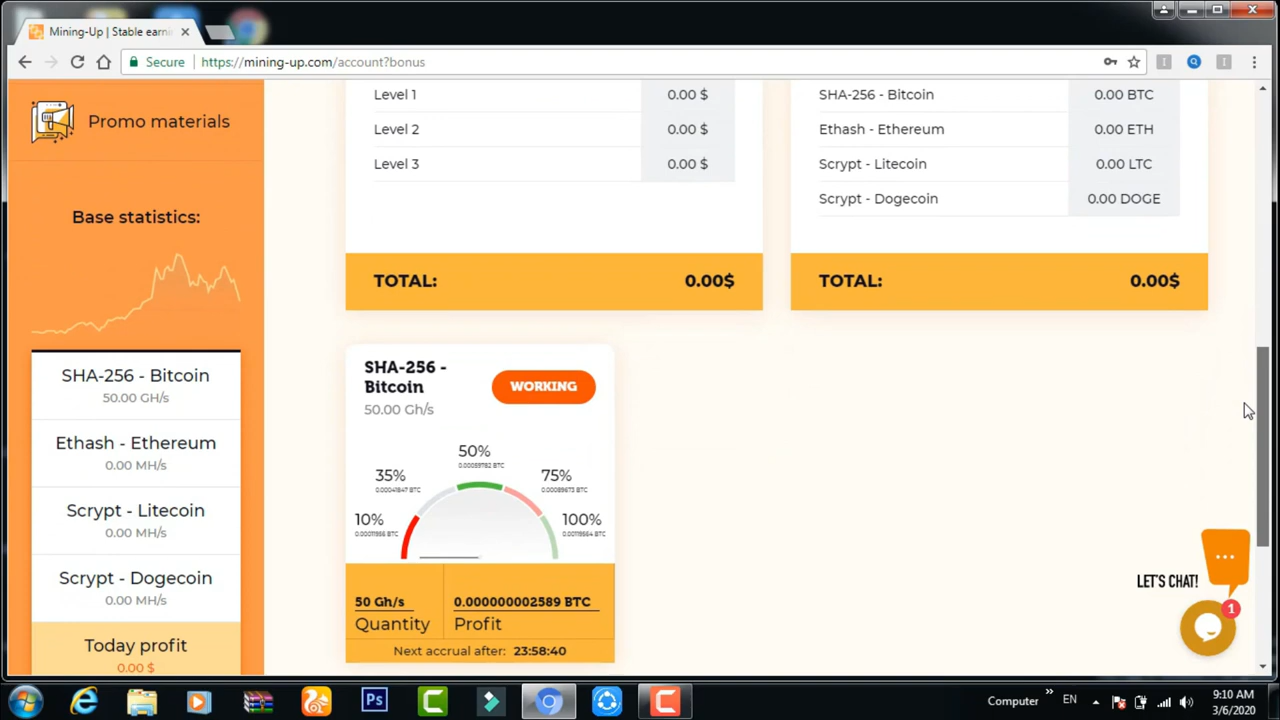 Mining-Up | Stable earni
Secure https://mining-up.com/account?bonus
Promo materials
Base statistics:
SHA-256 - Bitcoin
50.00 GH/s
Ethash - Ethereum
0.00 MH/s
Scrypt - Litecoin
0.00 MH/s
Scrypt - Dogecoin
0.00 MH/s
Today profit
0.00 $
Level 1 0.00 $
Level 2 0.00 $
Level 3 0.00 $
TOTAL: 0.00$
SHA-256 - Bitcoin 0.00 BTC
Ethash - Ethereum 0.00 ETH
Scrypt - Litecoin 0.00 LTC
Scrypt - Dogecoin 0.00 DOGE
TOTAL: 0.00$
SHA-256 -
Bitcoin
WORKING
50.00 Gh/s
50%
35%
75%
10%
100%
50 Gh/s 0.000000002589 BTC
Quantity Profit
Next accrual after: 23:58:40
LET'S CHAT!
1
Ps
Computer
EN
9:10 AM
3/6/2020